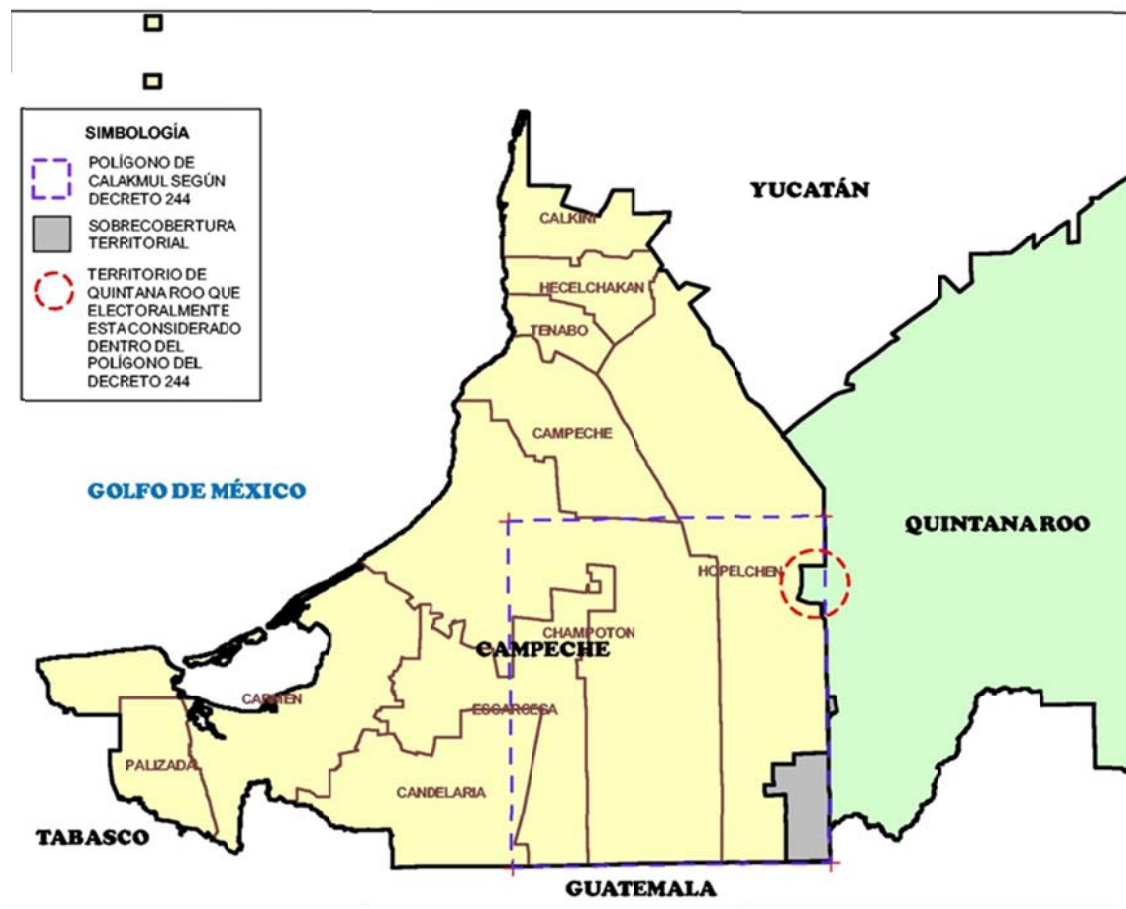 SIMBOLOGÍA
POLÍGONO DE
CALAKMUL SEGÚN
DECRETO 244
SOBRECOBERTURA
TERRITORIAL
TERRITORIO DE
QUINTANA ROO QUE
ELECTORALMENTE
ESTACONSIDERADO
DENTRO DEL
POLÍGONO DEL
DECRETO 244
YUCATÁN
CALKINI
HECELCHAKAN
TENABO
CAMPECHE
GOLFO DE MÉXICO
QUINTANA ROO
HOPELCHEN
CHAMPOTON
CAMPECHE
CARMEN
ESCARCEGA
PALIZADA
CANDELARIA
TABASCO
GUATEMALA